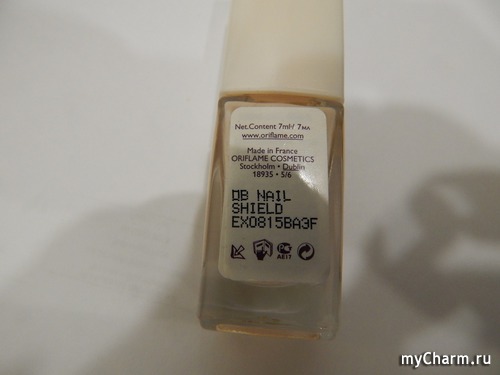 Net.Content 7ml/ 7мл
www.oriflame.com
Made in France
ORIFLAME COSMETICS
Stockholm • Dublin
18935 • 5/6
OB NAIL
SHIELD
EX0815BA3F
АЕ17
myCharm.ru